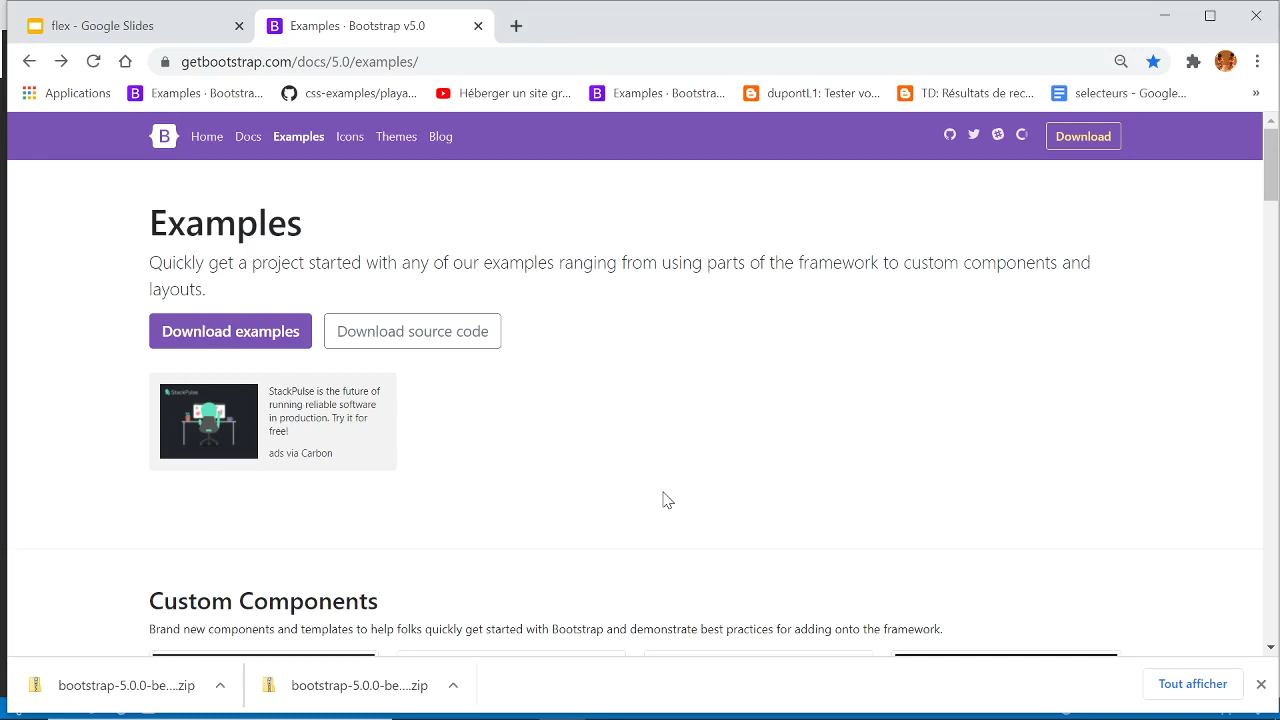 flex - Google Slides
Examples · Bootstrap v5.0
getbootstrap.com/docs/5.0/examples/
Applications
Examples · Bootstra...
css-examples/playa...
Héberger un site gr...
Examples · Bootstra...
dupontL1: Tester vo...
TD: Résultats de rec...
selecteurs - Google...
»
B
Home
Docs
Examples
Icons
Themes
Blog
Download
Examples
Quickly get a project started with any of our examples ranging from using parts of the framework to custom components and
layouts.
Download examples
Download source code
StackPulse
StackPulse is the future of
running reliable software
in production. Try it for
free!
ads via Carbon
Custom Components
Brand new components and templates to help folks quickly get started with Bootstrap and demonstrate best practices for adding onto the framework.
bootstrap-5.0.0-be....zip
bootstrap-5.0.0-be....zip
Tout afficher